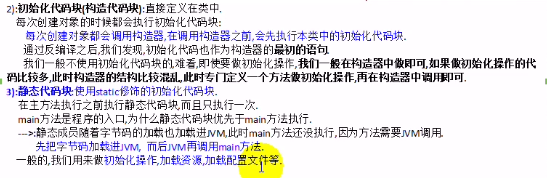 2):初始化代码块(构造代码块):直接定义在类中.
每次创建对象的时候都会执行初始化代码块:
每次创建对象都会调用构造器,在调用构造器之前,会先执行本类中的初始化代码块.
通过反编译之后,我们发现,初始化代码也作为构造器的最初的语句.
我们一般不使用初始化代码块的,难看,即使要做初始化操作,我们一般在构造器中做即可,如果做初始化操作的代
码比较多,此时构造器的结构比较混乱,此时专门定义一个方法做初始化操作,再在构造器中调用即可.
3):静态代码块:使用static修饰的初始化代码块.
在主方法执行之前执行静态代码块,而且只执行一次.
main方法是程序的入口,为什么静态代码块优先于main方法执行.
--->:静态成员随着字节码的加载也加载进JVM,此时main方法还没执行,因为方法需要JVM调用.
先把字节码加载进JVM, 而后JVM再调用main方法.
一般的,我们用来做初始化操作,加载资源,加载配置文件等.